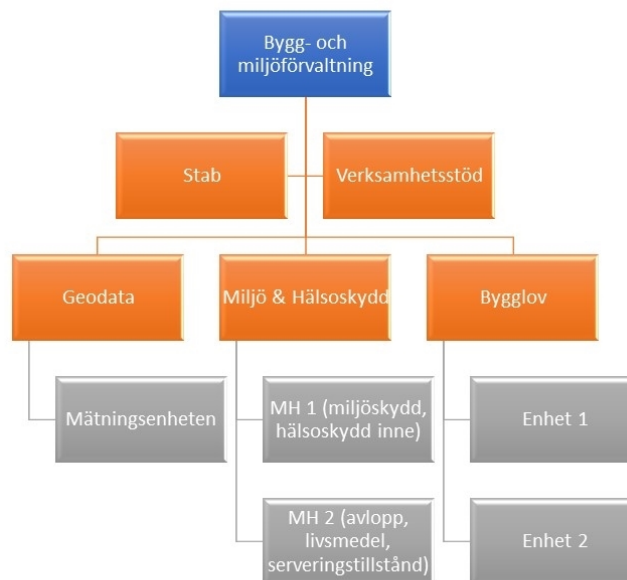 Bygg- och
miljöförvaltning
Stab
Verksamhetsstöd
Geodata
Miljö & Hälsoskydd
Bygglov
Mätningsenheten
MH 1 (miljöskydd,
hälsoskydd inne)
Enhet 1
MH 2 (avlopp,
livsmedel,
serveringstillstånd)
Enhet 2